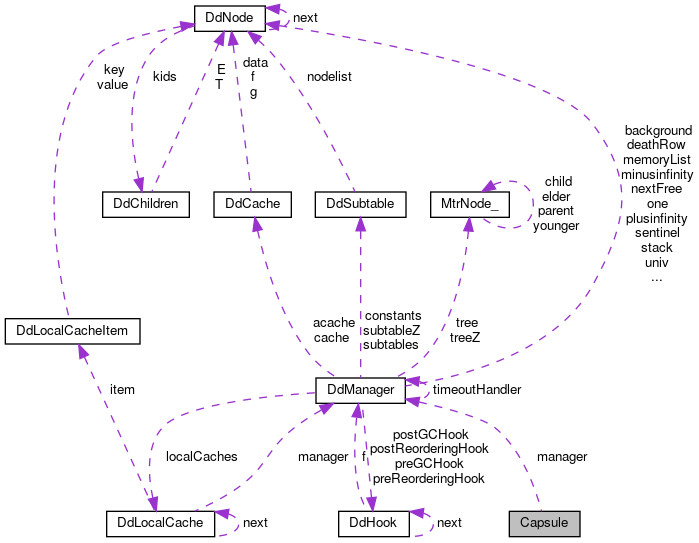 DdNode
next
key
value
kids
E
T
data
f
g
nodelist
background
deathRow
memoryList
minusinfinity
nextFree
one
plusinfinity
sentinel
stack
univ
...
DdChildren
DdCache
DdSubtable
MtrNode_
child
elder
parent
younger
DdLocalCacheItem
acache
cache
constants
subtableZ
subtables
tree
treeZ
item
DdManager
timeoutHandler
localCaches
manager
f
postGCHook
postReorderingHook
preGCHook
preReorderingHook
manager
DdLocalCache
next
DdHook
next
Capsule